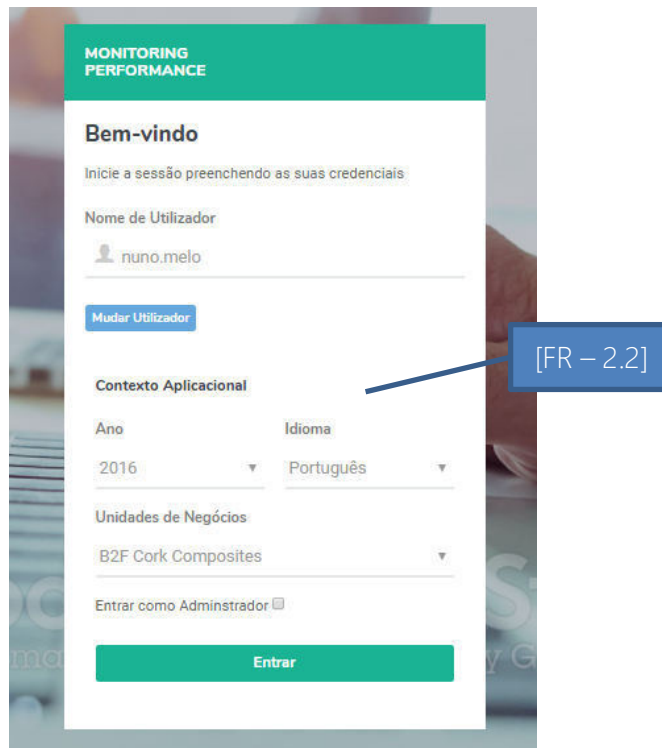 MONITORING
PERFORMANCE
Bem-vindo
Inicie a sessão preenchendo as suas credenciais
Nome de Utilizador
nuno.melo
Mudar Utilizador
[FR – 2.2]
Contexto Aplicacional
Ano Idioma
2016 Português
Unidades de Negócios
B2F Cork Composites
Entrar como Adminstrador
Entrar